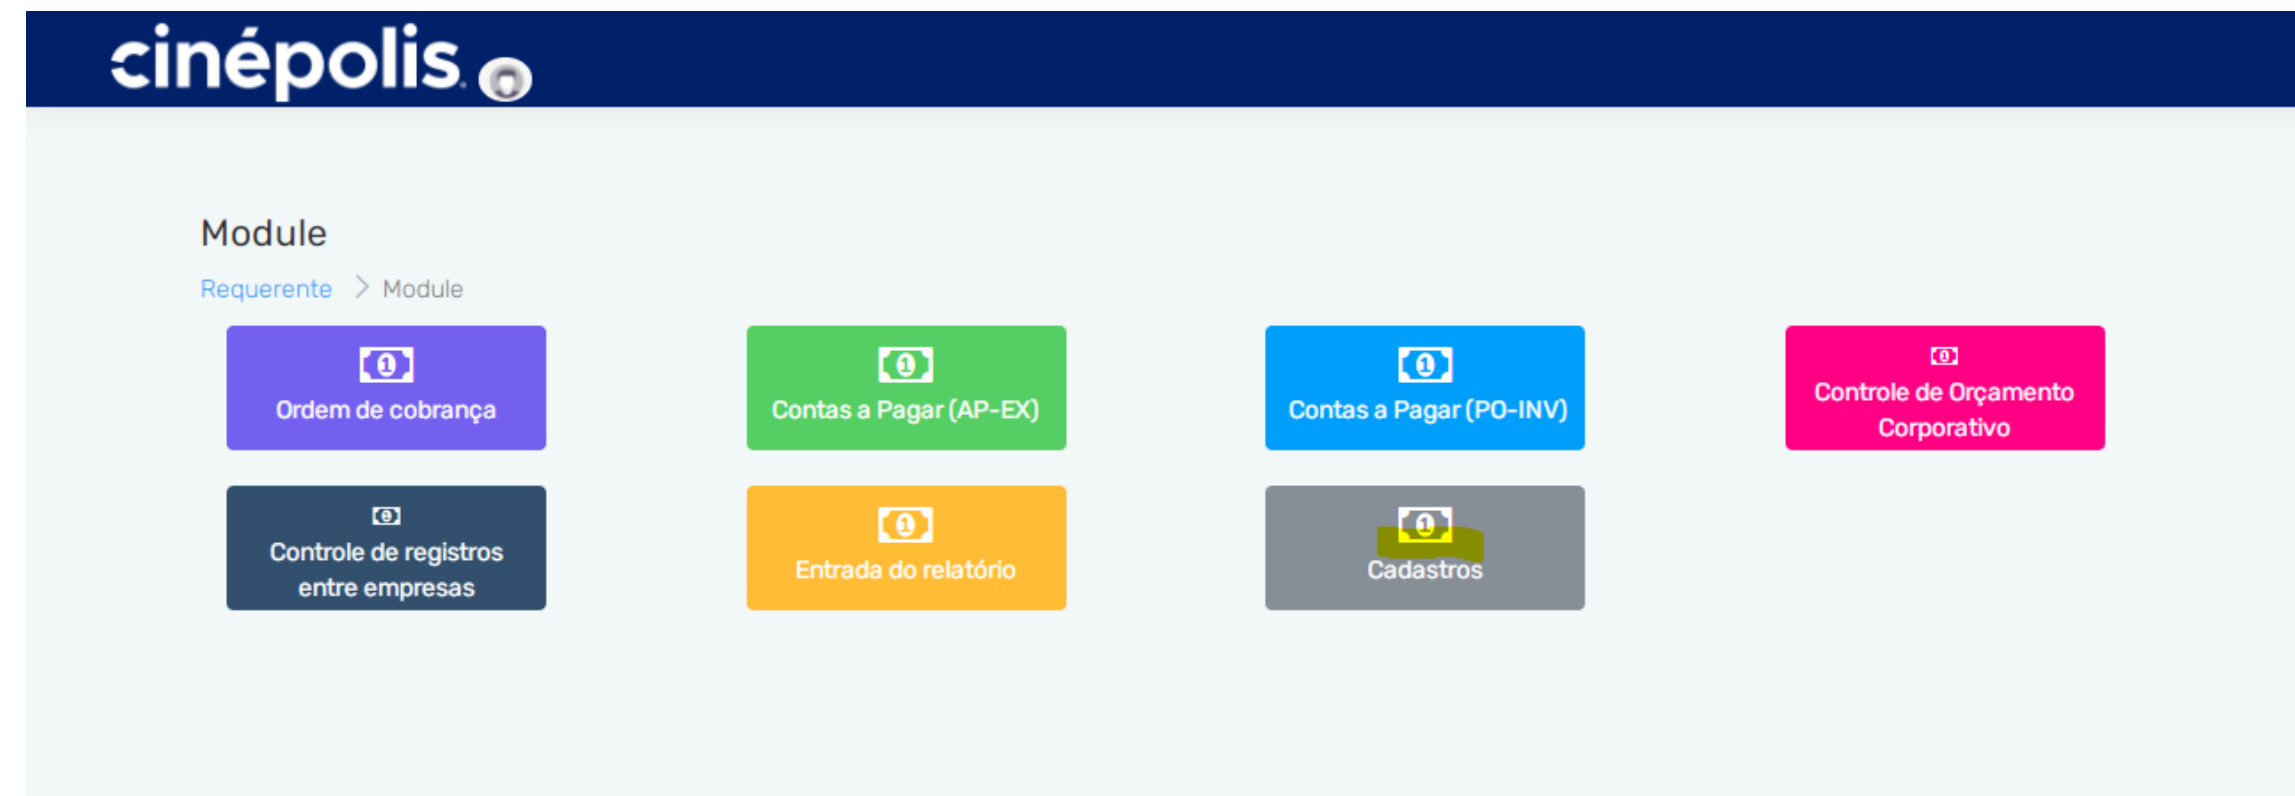 cinépolis.
Module
Requerente > Module
Ordem de cobrança
Contas a Pagar (AP-EX)
Contas a Pagar (PO-INV)
Controle de Orçamento
Corporativo
Controle de registros
entre empresas
Entrada do relatório
Cadastros